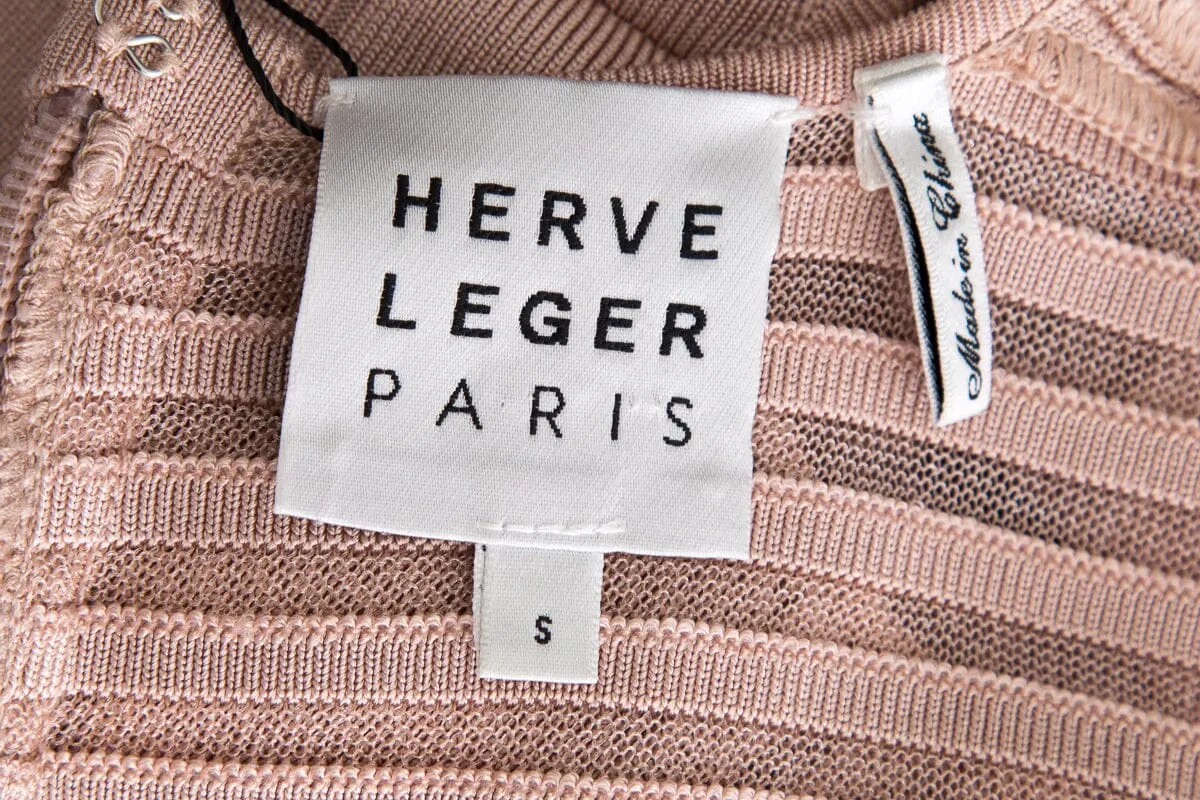 HERVE
LEGER
PARIS
S
Made in China